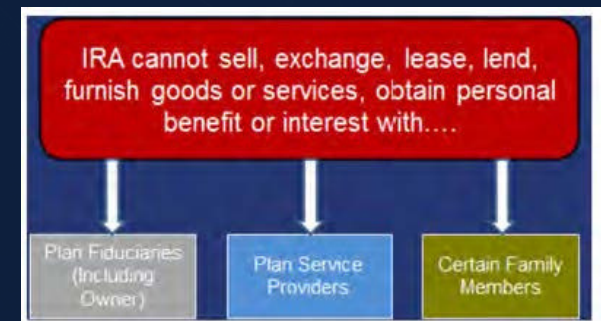 IRA cannot sell, exchange, lease, lend,
furnish goods or services, obtain personal
benefit or interest with....
Plan Fiduciaries
(Including
Owner)
Plan Service
Providers
Certain Family
Members